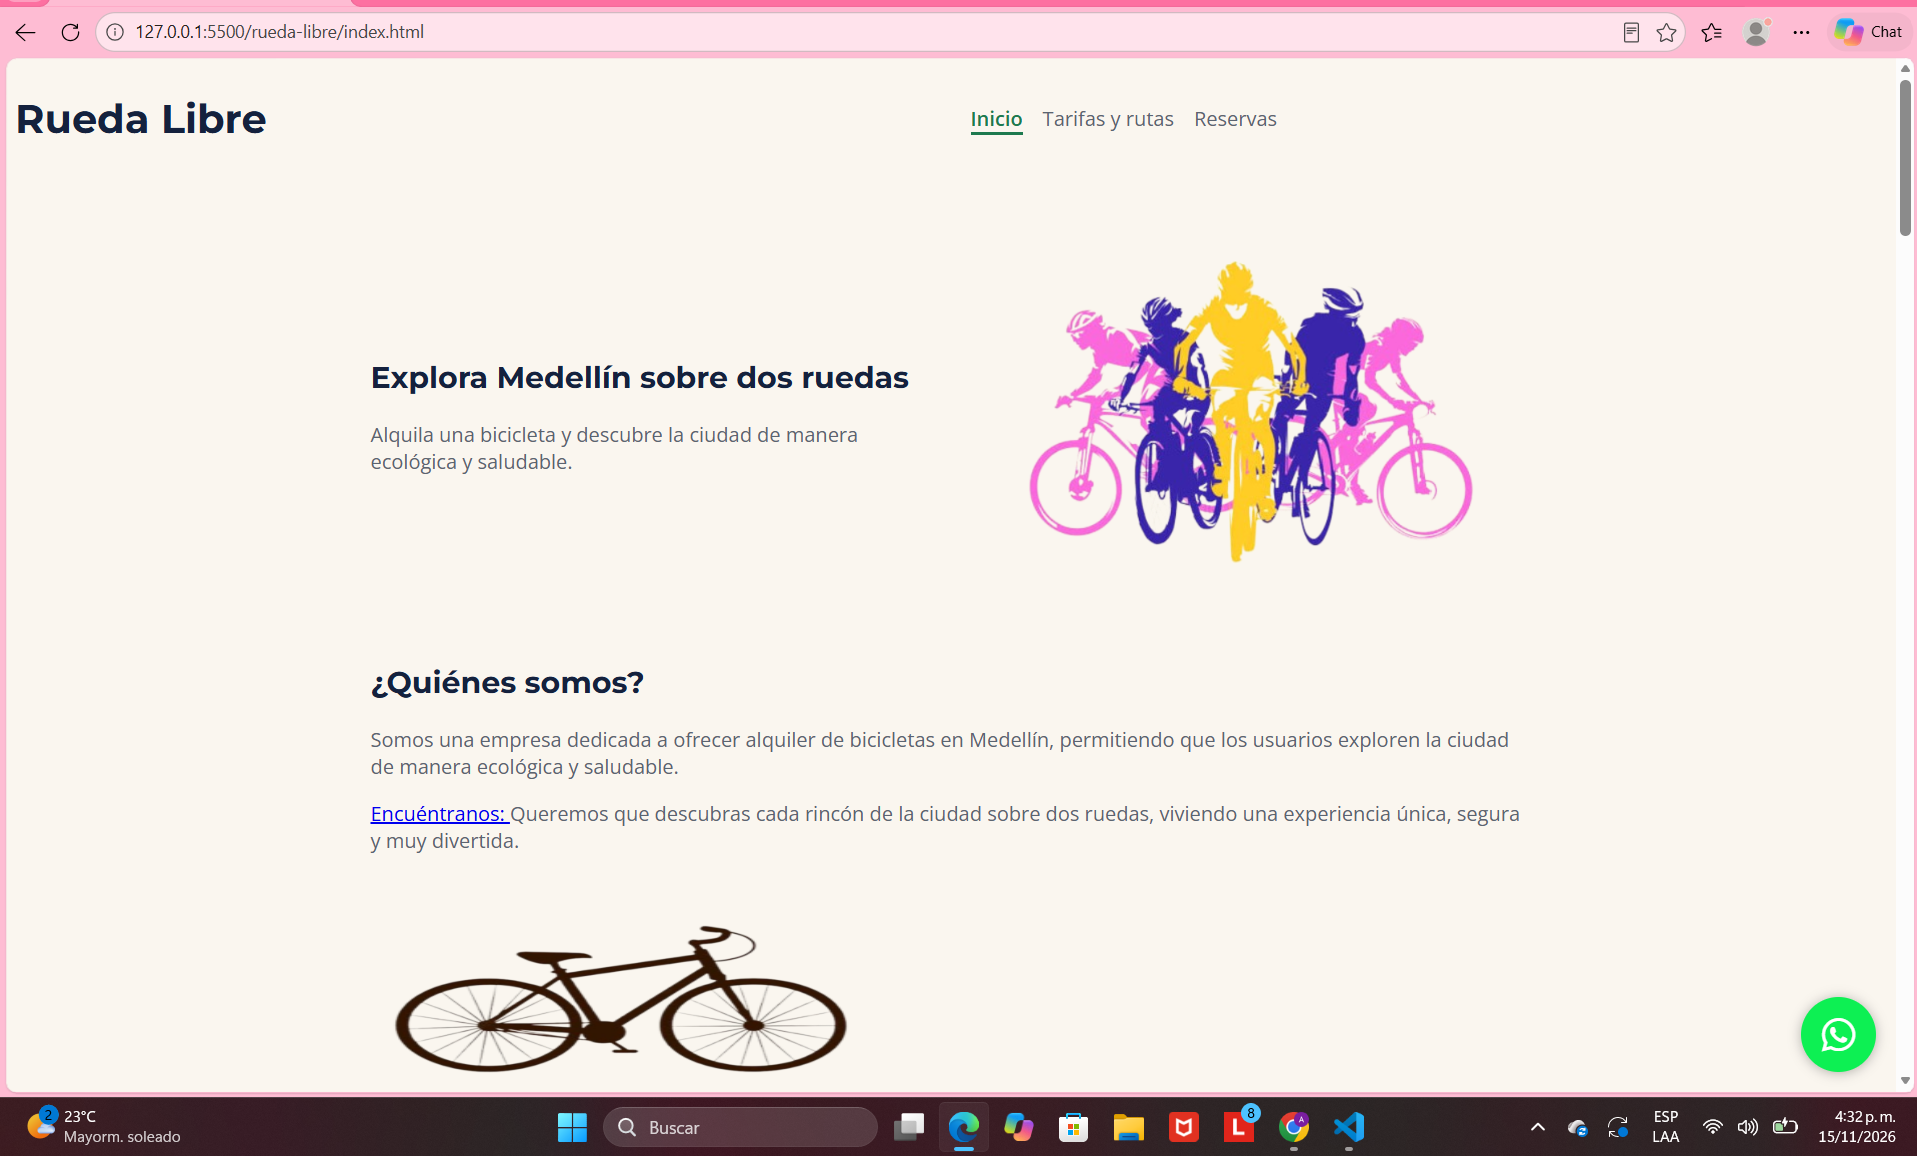 127.0.0.1:5500/rueda-libre/index.html
Chat
Rueda Libre
Inicio Tarifas y rutas Reservas
Explora Medellín sobre dos ruedas
Alquila una bicicleta y descubre la ciudad de manera
ecológica y saludable.
¿Quiénes somos?
Somos una empresa dedicada a ofrecer alquiler de bicicletas en Medellín, permitiendo que los usuarios exploren la ciudad
de manera ecológica y saludable.
Encuéntranos: Queremos que descubras cada rincón de la ciudad sobre dos ruedas, viviendo una experiencia única, segura
y muy divertida.
2
23°C
Mayorm. soleado
Buscar
L
8
A
ESP
LAA
4:32 p. m.
15/11/2026